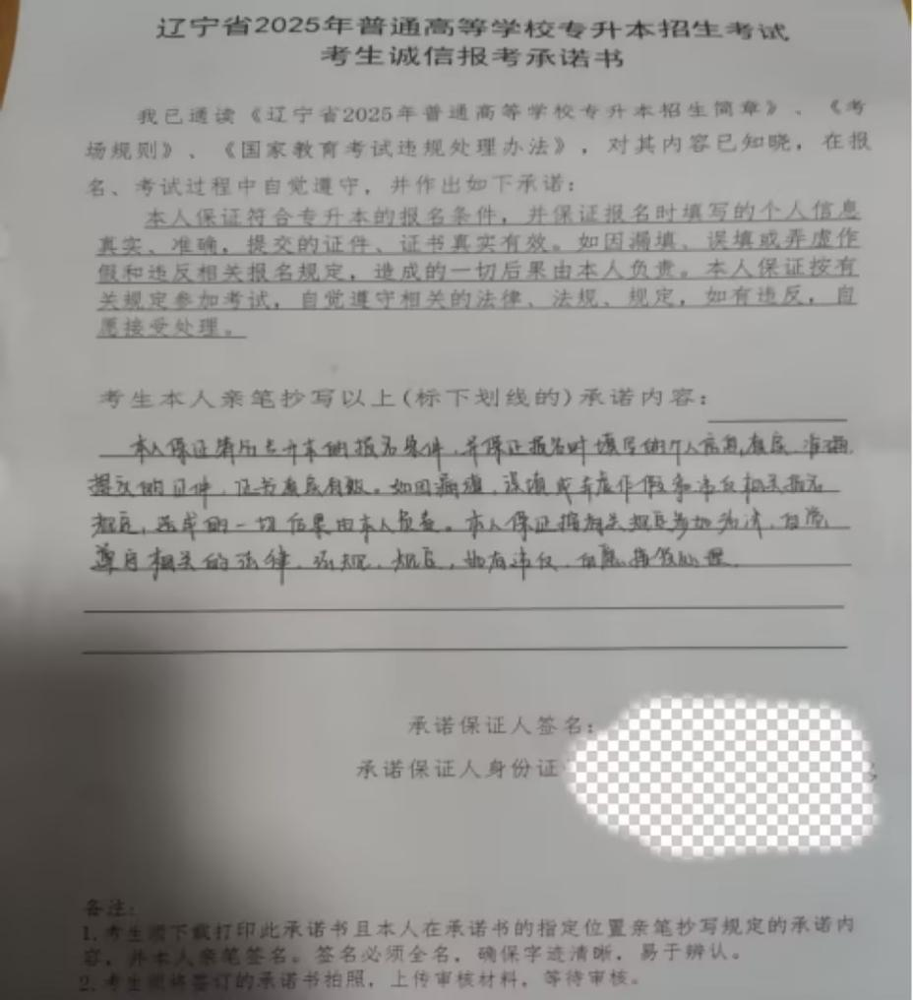 辽宁省2025年普通高等学校专升本招生考试
考生诚信报考承诺书
我已通读《辽宁省2025年普通高等学校专升本招生简章》、《考
场规则》、《国家教育考试违规处理办法》，对其内容已知晓，在报
名、考试过程中自觉遵守，并作出如下承诺：
本人保证符合专升本的报名条件，并保证报名时填写的个人信息
真实、准确，提交的证件、证书真实有效。如因漏填、误填或弄虚作
假和违反相关报名规定，造成的一切后果由本人负责。本人保证按有
关规定参加考试，自觉遵守相关的法律、法规、规定，如有违反，自
愿接受处理。
考生本人亲笔抄写以上(标下划线的)承诺内容：
本人保证符合专升本的报名条件，并保证报名时填写的个人信息，真实、准确，
提交的证件、证书真实有效。如因漏填、误填或弄虚作假和违反相关报名
规定，造成的一切后果由本人负责。本人保证按有关规定参加考试，自觉
遵守相关的法律、法规、规定，如有违反，自愿接受处理。
承诺保证人签名：
承诺保证人身份证
备注：
1.考生须下载打印此承诺书且本人在承诺书的指定位置亲笔抄写规定的承诺内
容，并本人亲笔签名。签名必须全名，确保字迹清晰，易于辨认。
2.考生须将签订的承诺书拍照，上传审核材料，等待审核。